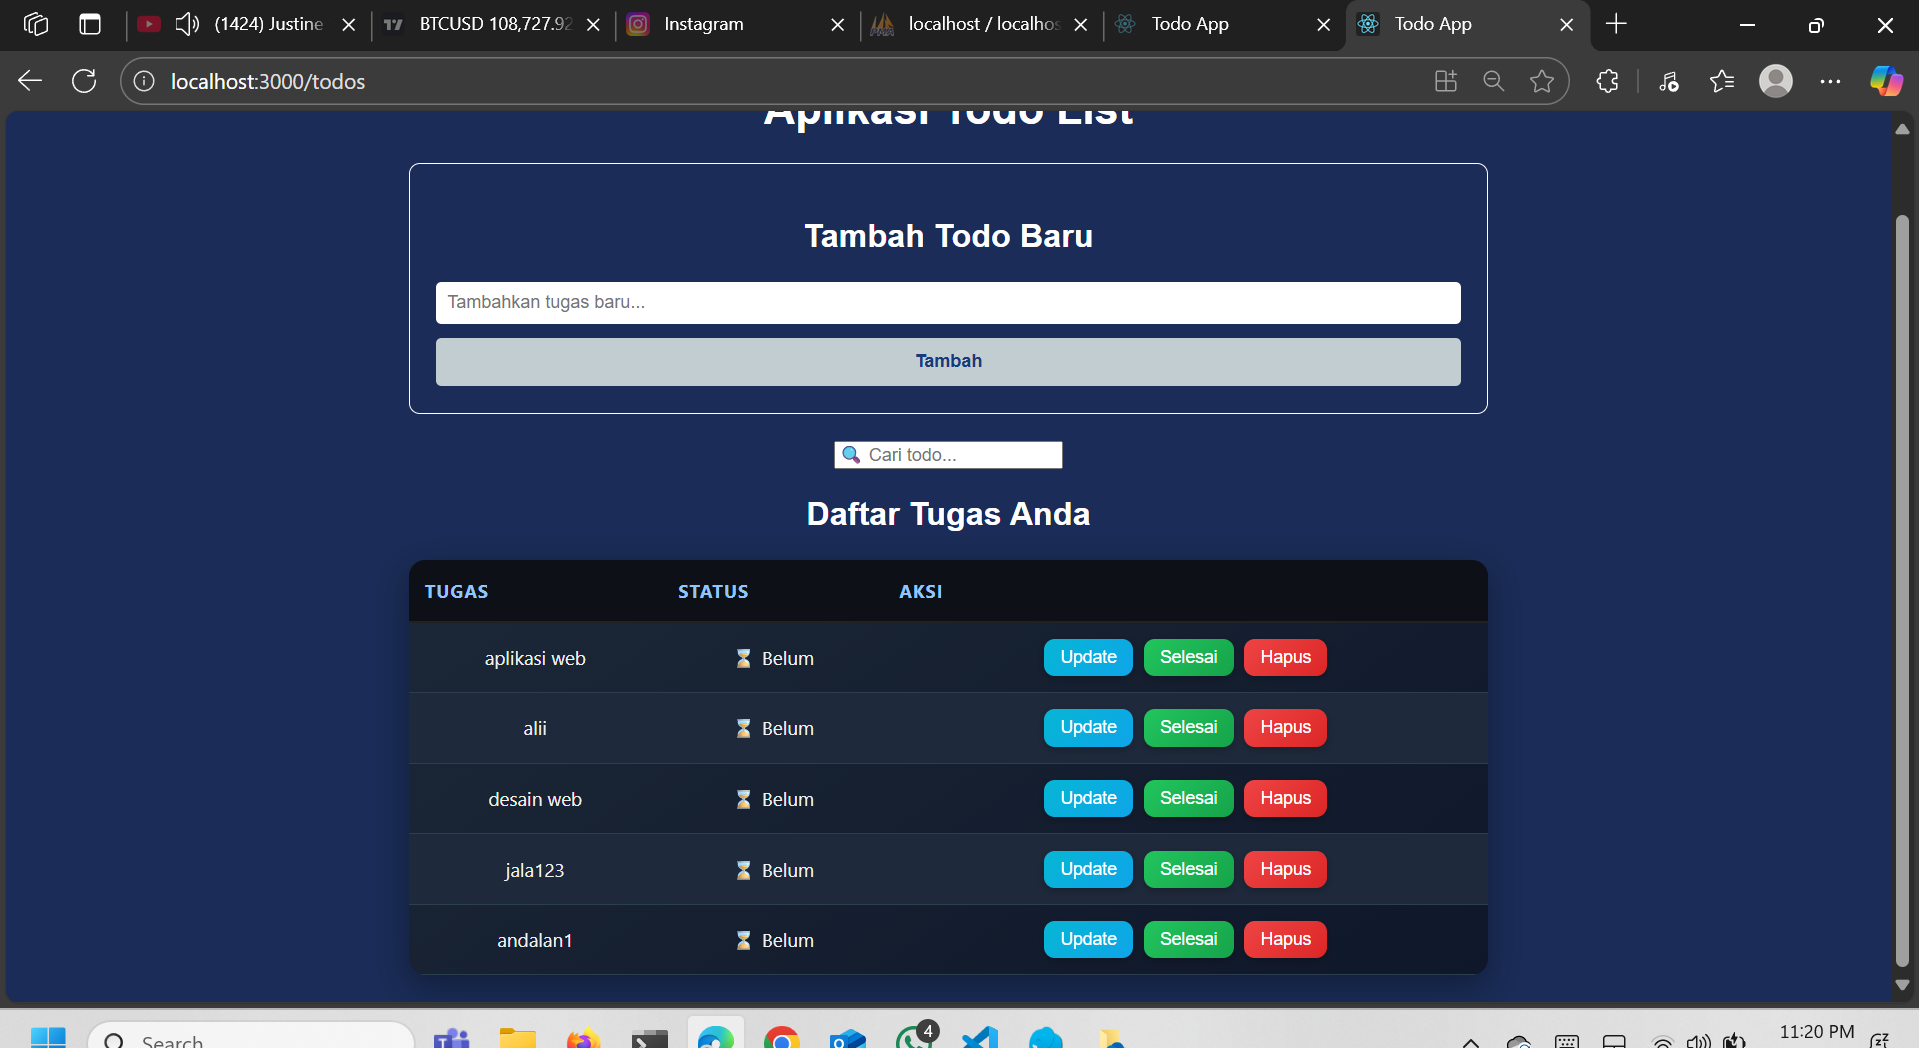 (1424) Justine
BTCUSD 108,727.92
Instagram
localhost / localhos
Todo App
Todo App
localhost:3000/todos
Aplikasi Todo List
Tambah Todo Baru
Tambahkan tugas baru...
Tambah
Cari todo...
Daftar Tugas Anda
TUGAS STATUS AKSI
aplikasi web Belum Update Selesai Hapus
alii Belum Update Selesai Hapus
desain web Belum Update Selesai Hapus
jala123 Belum Update Selesai Hapus
andalan1 Belum Update Selesai Hapus
Search
4
11:20 PM